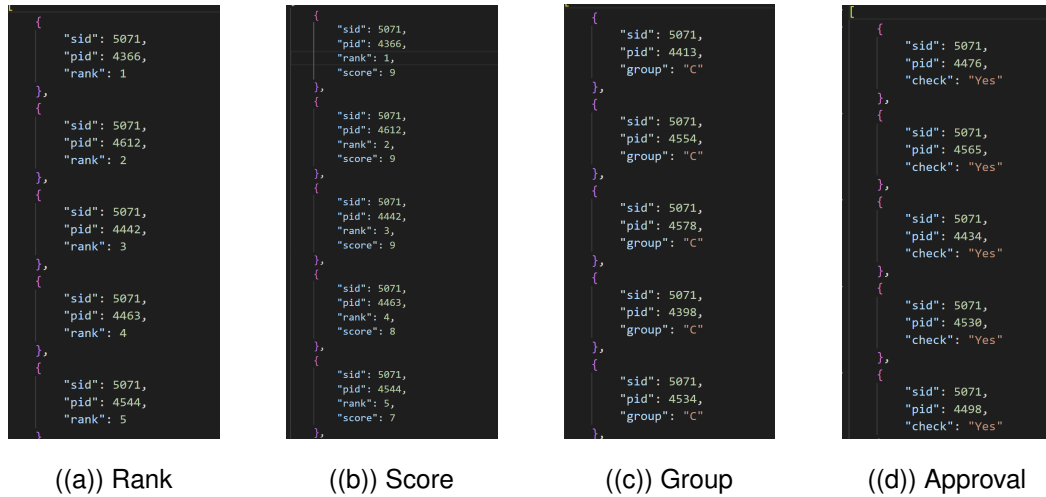 {
"sid": 5071,
"pid": 4366,
"rank": 1
},
{
"sid": 5071,
"pid": 4612,
"rank": 2
},
{
"sid": 5071,
"pid": 4442,
"rank": 3
},
{
"sid": 5071,
"pid": 4463,
"rank": 4
},
{
"sid": 5071,
"pid": 4544,
"rank": 5
}
((a)) Rank
{
"sid": 5071,
"pid": 4366,
"rank": 1,
"score": 9
},
{
"sid": 5071,
"pid": 4612,
"rank": 2,
"score": 9
},
{
"sid": 5071,
"pid": 4442,
"rank": 3,
"score": 9
},
{
"sid": 5071,
"pid": 4463,
"rank": 4,
"score": 8
},
{
"sid": 5071,
"pid": 4544,
"rank": 5,
"score": 7
},
((b)) Score
{
"sid": 5071,
"pid": 4413,
"group": "C"
},
{
"sid": 5071,
"pid": 4554,
"group": "C"
},
{
"sid": 5071,
"pid": 4578,
"group": "C"
},
{
"sid": 5071,
"pid": 4398,
"group": "C"
},
{
"sid": 5071,
"pid": 4534,
"group": "C"
},
((c)) Group
[
{
"sid": 5071,
"pid": 4476,
"check": "Yes"
},
{
"sid": 5071,
"pid": 4565,
"check": "Yes"
},
{
"sid": 5071,
"pid": 4434,
"check": "Yes"
},
{
"sid": 5071,
"pid": 4530,
"check": "Yes"
},
{
"sid": 5071,
"pid": 4498,
"check": "Yes"
((d)) Approval